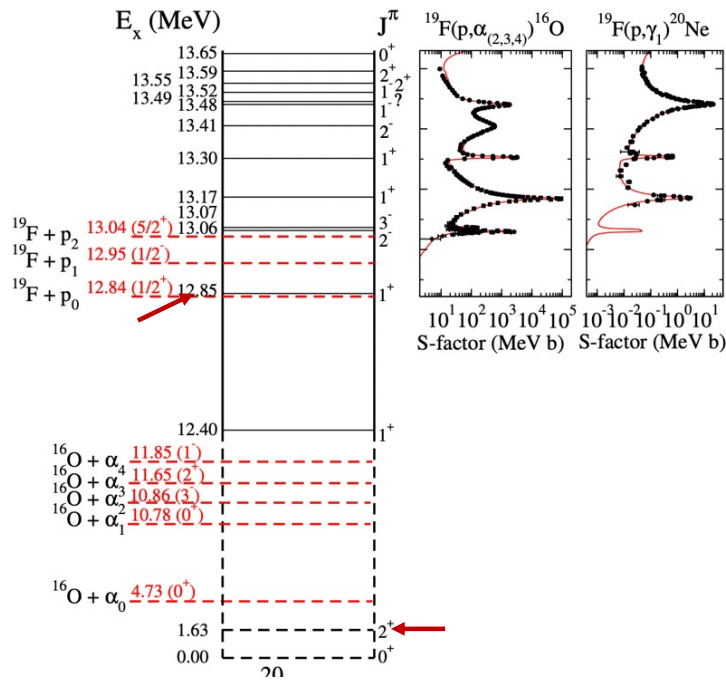 E_x (MeV)
J^π
^19F(p,α_(2,3,4))^16O
^19F(p,γ_1)^20Ne
13.65 0^+
13.59 2^+
13.55 2^+
13.52 1^-
13.49 ?
13.48 1^-
13.41 2^-
13.30 1^+
13.17 1^+
13.07 3^-
13.06 2^-
^19F + p_2 13.04 (5/2^+)
^19F + p_1 12.95 (1/2^-)
^19F + p_0 12.84 (1/2^+)
12.85 1^+
10^1 10^2 10^3 10^4 10^5
S-factor (MeV b)
10^-3 10^-2 10^-1 10^0 10^1
S-factor (MeV b)
12.40 1^+
^16O + α_4 11.85 (1^-)
^16O + α_3 11.65 (2^+)
^16O + α_2 10.86 (3^-)
^16O + α_1 10.78 (0^+)
^16O + α_0 4.73 (0^+)
1.63 2^+
0.00 0^+
20